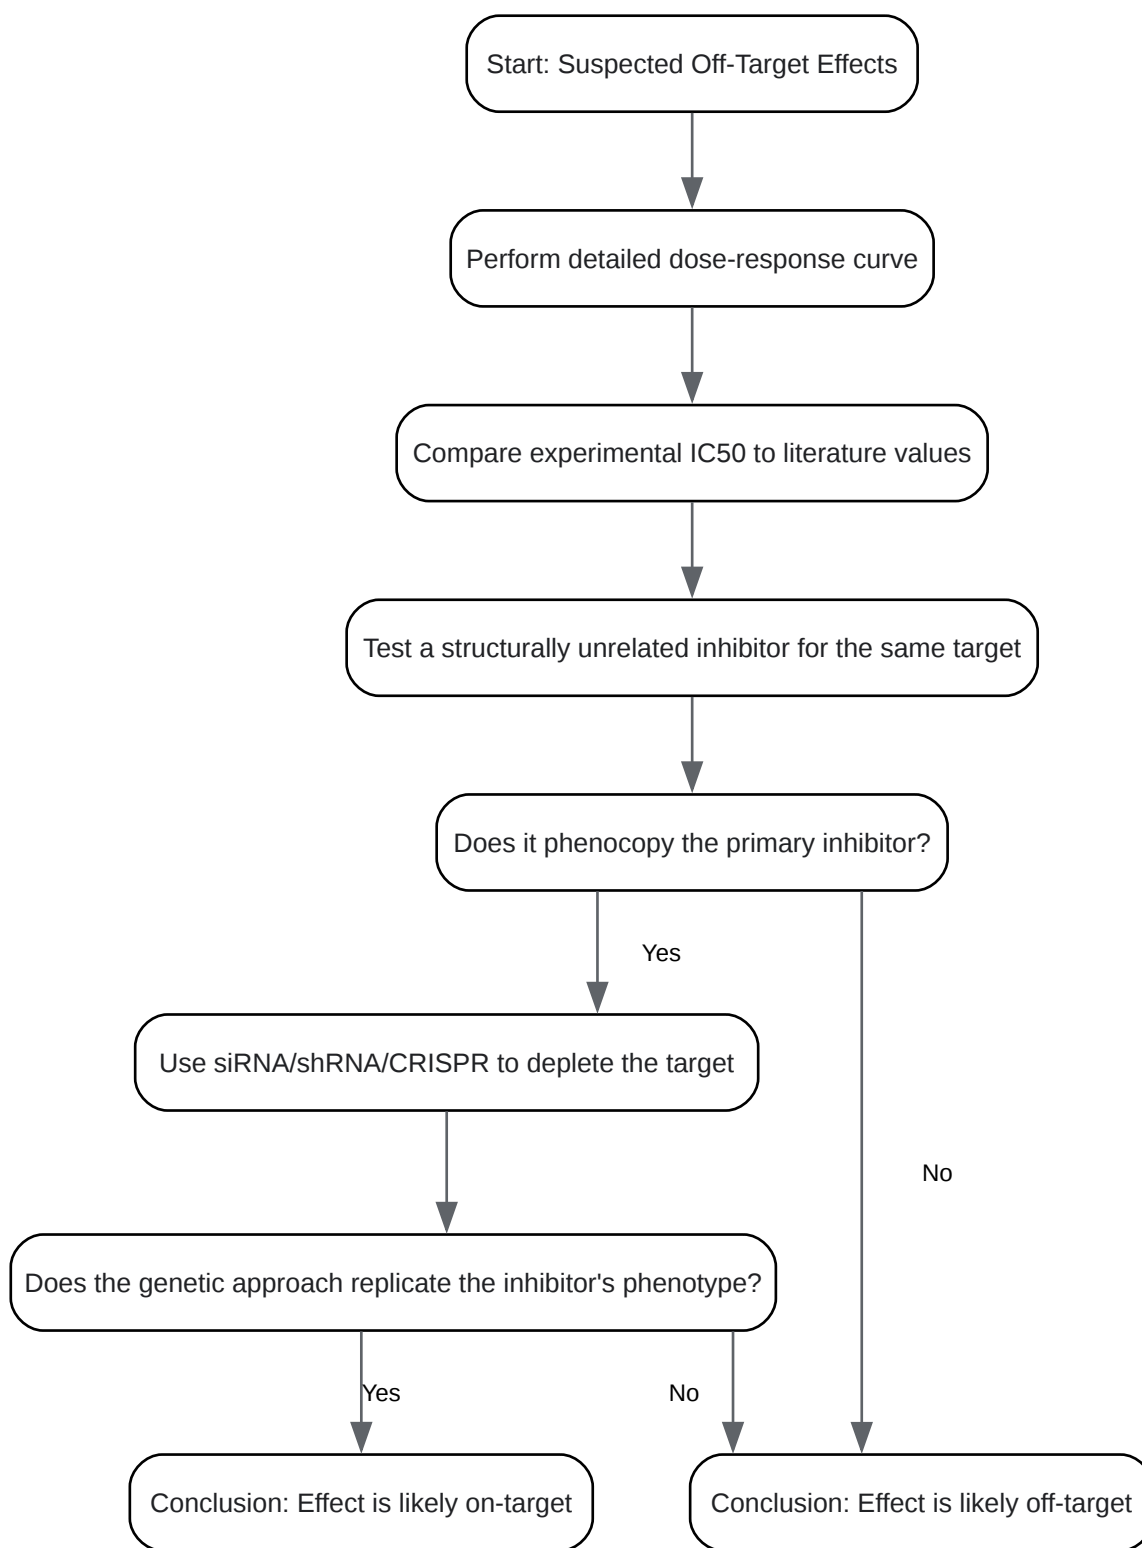 Start: Suspected Off-Target Effects
Perform detailed dose-response curve
Compare experimental IC50 to literature values
Test a structurally unrelated inhibitor for the same target
Does it phenocopy the primary inhibitor?
Yes
Use siRNA/shRNA/CRISPR to deplete the target
No
Does the genetic approach replicate the inhibitor's phenotype?
Yes
No
Conclusion: Effect is likely on-target
Conclusion: Effect is likely off-target